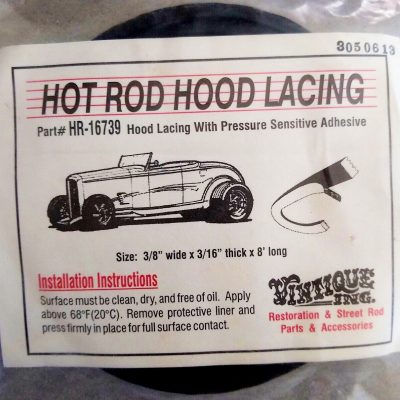 3050613
HOT ROD HOOD LACING
Part# HR-16739 Hood Lacing With Pressure Sensitive Adhesive
Size: 3/8" wide x 3/16" thick x 8' long
Installation Instructions
Surface must be clean, dry, and free of oil. Apply
above 68°F(20°C). Remove protective liner and
press firmly in place for full surface contact.
VINTIQUE
INC.
Restoration & Street Rod
Parts & Accessories